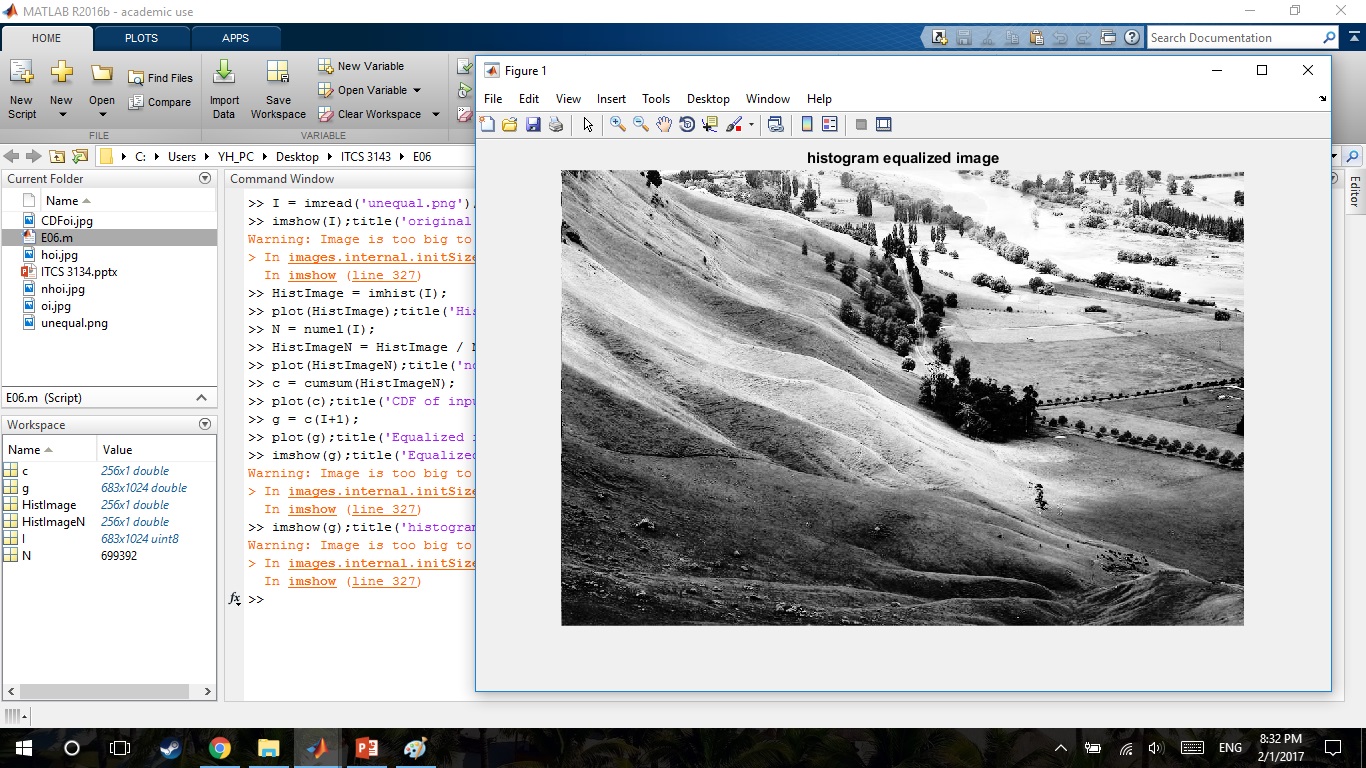 MATLAB R2016b - academic use
HOME PLOTS APPS
Search Documentation
New Script
New
Open
Find Files
Compare
Import Data
Save Workspace
New Variable
Open Variable
Clear Workspace
FILE
VARIABLE
C: Users YH_PC Desktop ITCS 3143 E06
Current Folder
Name
CDFoi.jpg
E06.m
hoi.jpg
ITCS 3134.pptx
nhoi.jpg
oi.jpg
unequal.png
E06.m (Script)
Workspace
Name Value
c 256x1 double
g 683x1024 double
HistImage 256x1 double
HistImageN 256x1 double
I 683x1024 uint8
N 699392
Command Window
>> I = imread('unequal.png')
>> imshow(I);title('original
Warning: Image is too big to
> In images.internal.initSize
In imshow (line 327)
>> HistImage = imhist(I);
>> plot(HistImage);title('His
>> N = numel(I);
>> HistImageN = HistImage / N
>> plot(HistImageN);title('no
>> c = cumsum(HistImageN);
>> plot(c);title('CDF of inpu
>> g = c(I+1);
>> plot(g);title('Equalized i
>> imshow(g);title('Equalized
Warning: Image is too big to
> In images.internal.initSize
In imshow (line 327)
>> imshow(g);title('histogram
Warning: Image is too big to
> In images.internal.initSize
In imshow (line 327)
fx >>
Figure 1
File Edit View Insert Tools Desktop Window Help
histogram equalized image
Editor
ENG
8:32 PM
2/1/2017